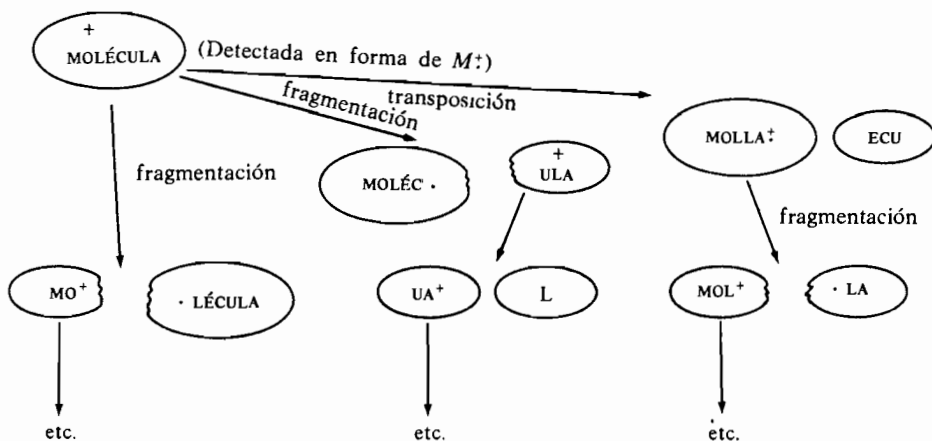 +
MOLÉCULA
(Detectada en forma de M⁺.)
transposición
fragmentación
fragmentación
MOLÉC ·
+
ULA
MOLLA⁺.
ECU
fragmentación
MO⁺
· LÉCULA
UA⁺
L
MOL⁺
· LA
etc.
etc.
etc.